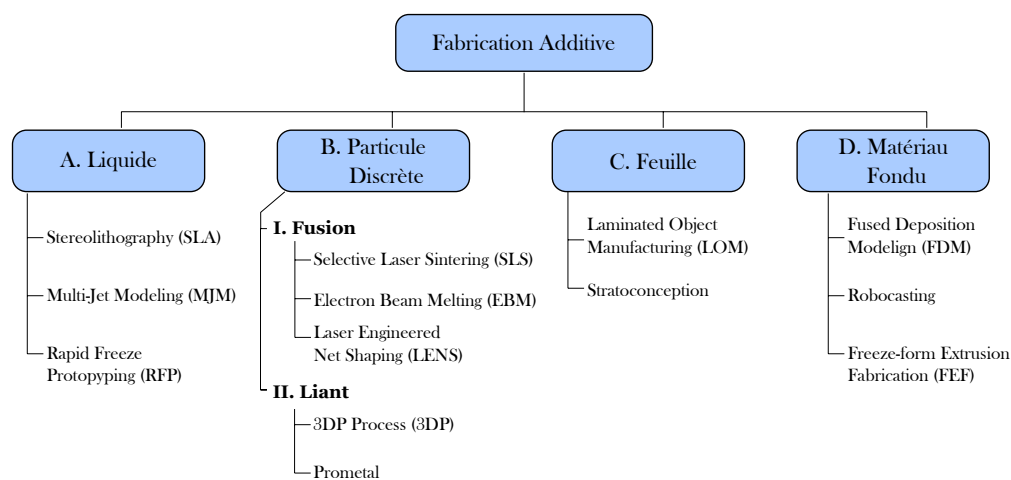 Fabrication Additive
A. Liquide
Stereolithography (SLA)
Multi-Jet Modeling (MJM)
Rapid Freeze
Protopyping (RFP)
B. Particule
Discrète
I. Fusion
Selective Laser Sintering (SLS)
Electron Beam Melting (EBM)
Laser Engineered
Net Shaping (LENS)
II. Liant
3DP Process (3DP)
Prometal
C. Feuille
Laminated Object
Manufacturing (LOM)
Stratoconception
D. Matériau
Fondu
Fused Deposition
Modelign (FDM)
Robocasting
Freeze-form Extrusion
Fabrication (FEF)